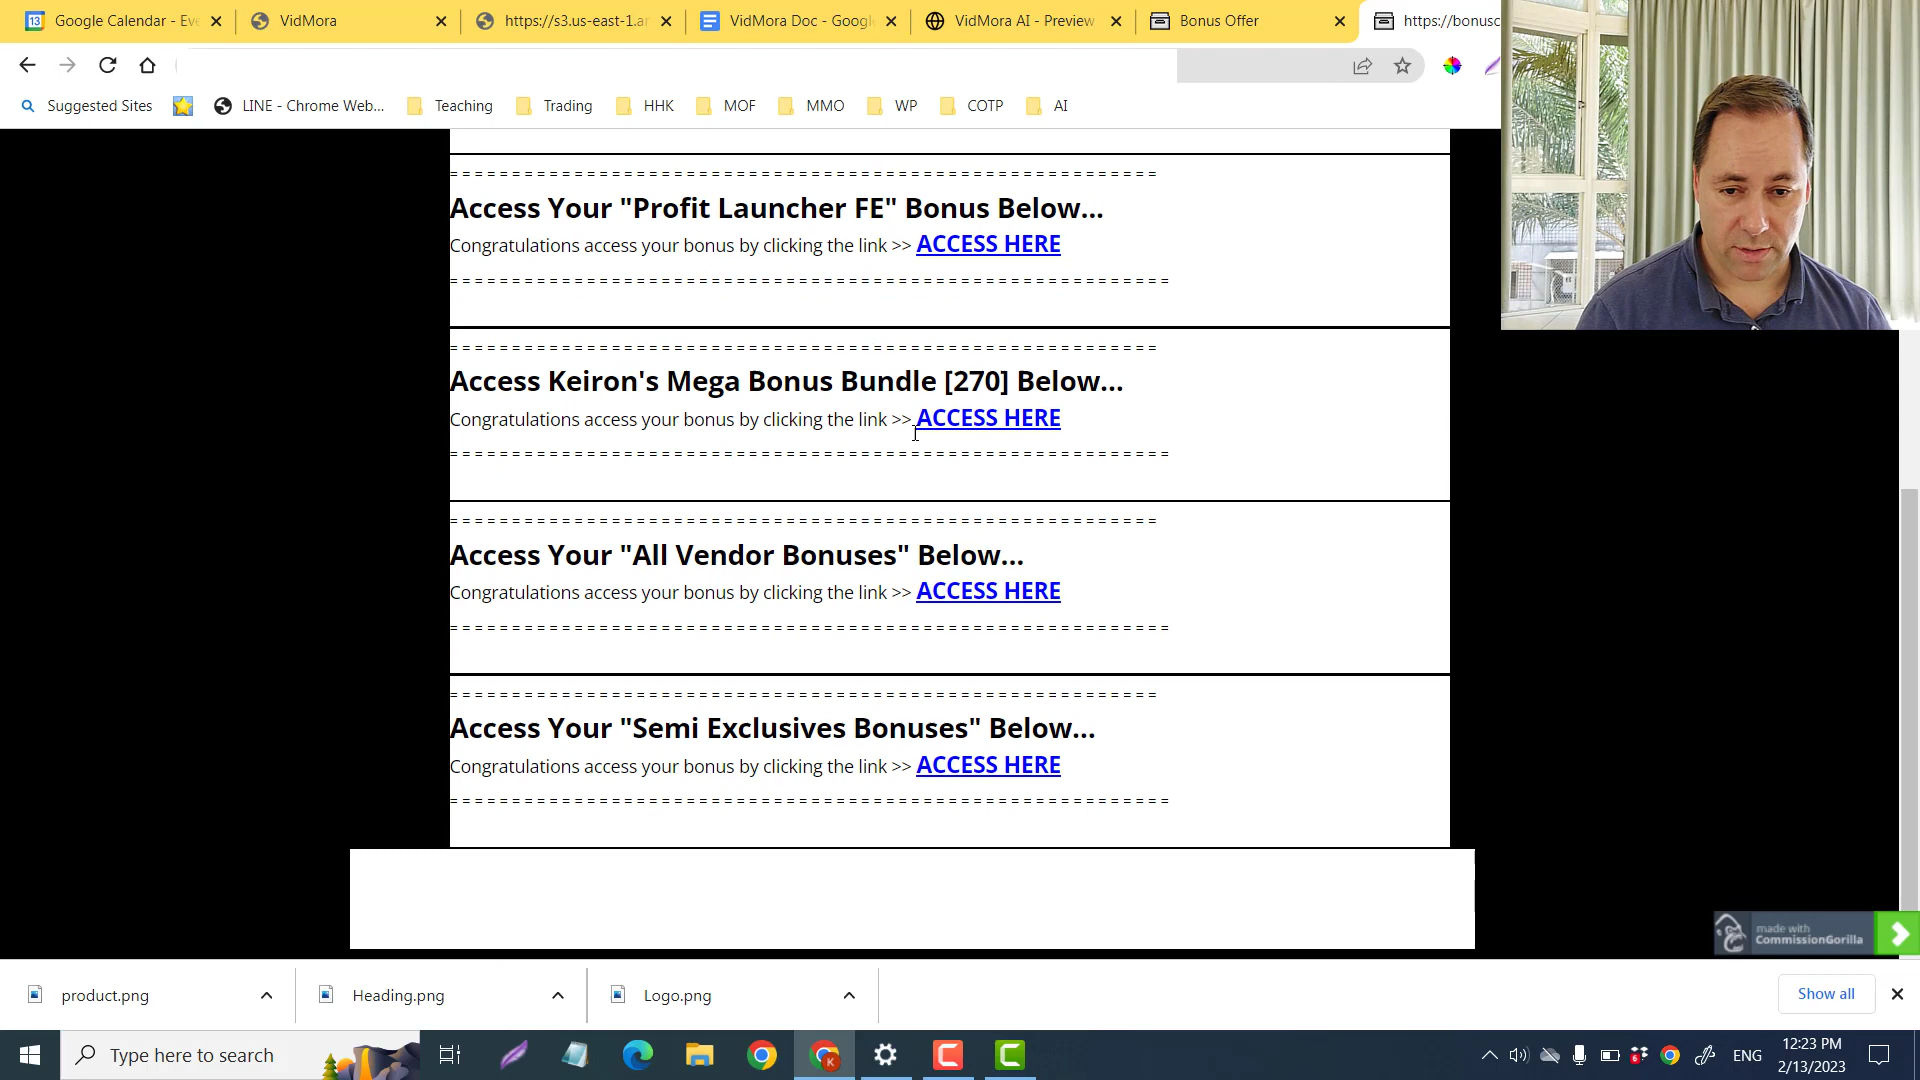 Google Calendar - Eve
VidMora
https://s3.us-east-1.ar
VidMora Doc - Google
VidMora AI - Preview
Bonus Offer
https://bonusc
Suggested Sites
LINE - Chrome Web...
Teaching
Trading
HHK
MOF
MMO
WP
COTP
AI
= = = = = = = = = = = = = = = = = = = = = = = = = = = = = = = = = = = = = = = = = = = = = = = = = = = = = = = = =
Access Your "Profit Launcher FE" Bonus Below...
Congratulations access your bonus by clicking the link >> ACCESS HERE
= = = = = = = = = = = = = = = = = = = = = = = = = = = = = = = = = = = = = = = = = = = = = = = = = = = = = = = = = =
= = = = = = = = = = = = = = = = = = = = = = = = = = = = = = = = = = = = = = = = = = = = = = = = = = = = = = = = =
Access Keiron's Mega Bonus Bundle [270] Below...
Congratulations access your bonus by clicking the link >> ACCESS HERE
= = = = = = = = = = = = = = = = = = = = = = = = = = = = = = = = = = = = = = = = = = = = = = = = = = = = = = = = = =
= = = = = = = = = = = = = = = = = = = = = = = = = = = = = = = = = = = = = = = = = = = = = = = = = = = = = = = = =
Access Your "All Vendor Bonuses" Below...
Congratulations access your bonus by clicking the link >> ACCESS HERE
= = = = = = = = = = = = = = = = = = = = = = = = = = = = = = = = = = = = = = = = = = = = = = = = = = = = = = = = = =
= = = = = = = = = = = = = = = = = = = = = = = = = = = = = = = = = = = = = = = = = = = = = = = = = = = = = = = = =
Access Your "Semi Exclusives Bonuses" Below...
Congratulations access your bonus by clicking the link >> ACCESS HERE
= = = = = = = = = = = = = = = = = = = = = = = = = = = = = = = = = = = = = = = = = = = = = = = = = = = = = = = = = =
made with
CommissionGorilla
product.png
Heading.png
Logo.png
Show all
Type here to search
ENG
12:23 PM
2/13/2023